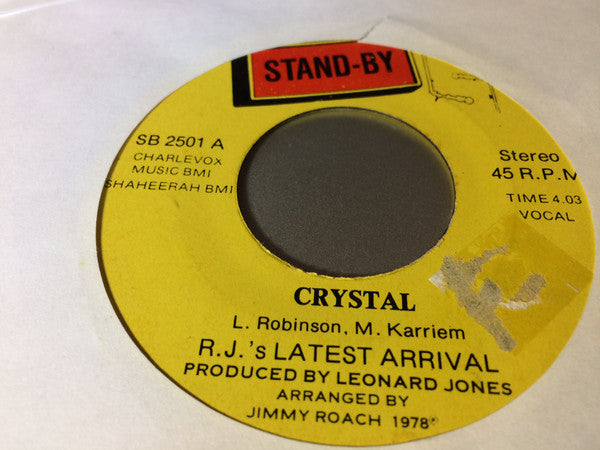 STAND-BY
SB 2501 A
CHARLEVOX
MUSIC BMI
SHAHEERAH BMI
Stereo
45 R.P.M
TIME 4.03
VOCAL
CRYSTAL
L. Robinson, M. Karriem
R.J.'s LATEST ARRIVAL
PRODUCED BY LEONARD JONES
ARRANGED BY
JIMMY ROACH 1978